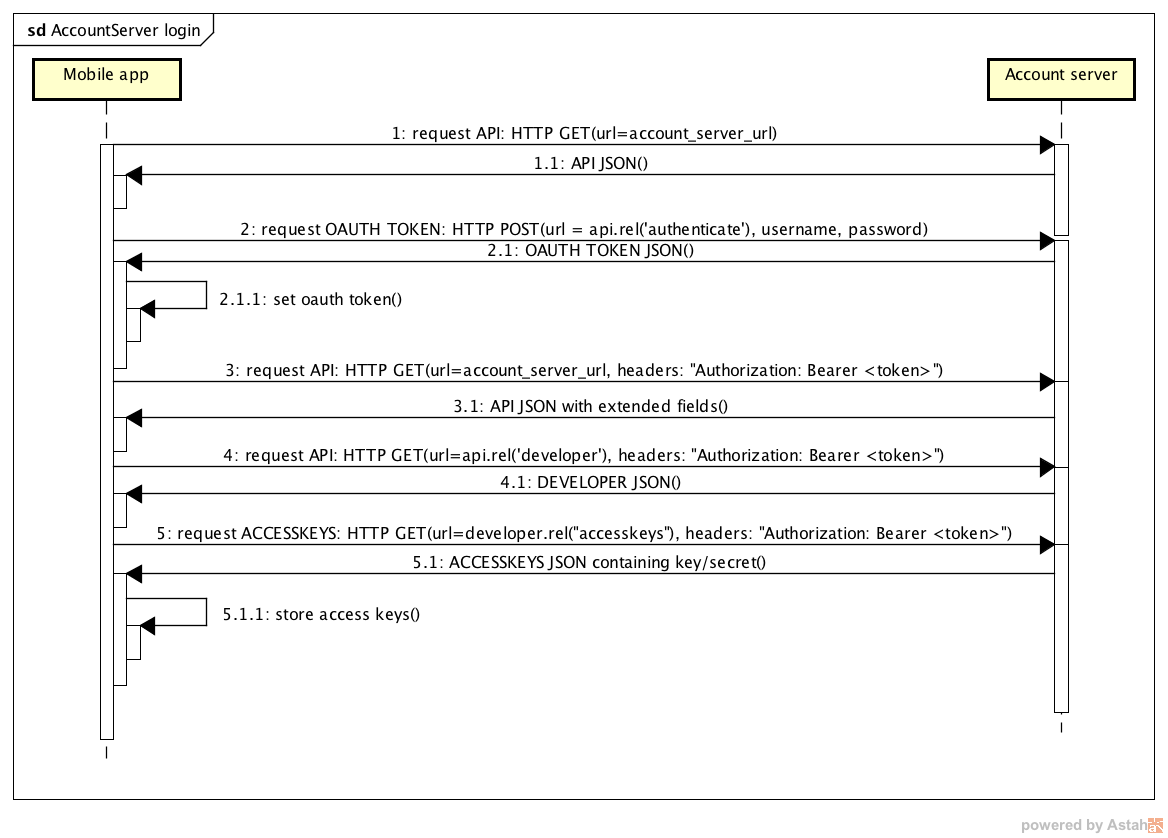 sd AccountServer login
Mobile app
Account server
1: request API: HTTP GET(url=account_server_url)
1.1: API JSON()
2: request OAUTH TOKEN: HTTP POST(url = api.rel('authenticate'), username, password)
2.1: OAUTH TOKEN JSON()
2.1.1: set oauth token()
3: request API: HTTP GET(url=account_server_url, headers: "Authorization: Bearer <token>")
3.1: API JSON with extended fields()
4: request API: HTTP GET(url=api.rel('developer'), headers: "Authorization: Bearer <token>")
4.1: DEVELOPER JSON()
5: request ACCESSKEYS: HTTP GET(url=developer.rel("accesskeys"), headers: "Authorization: Bearer <token>")
5.1: ACCESSKEYS JSON containing key/secret()
5.1.1: store access keys()
powered by Astah